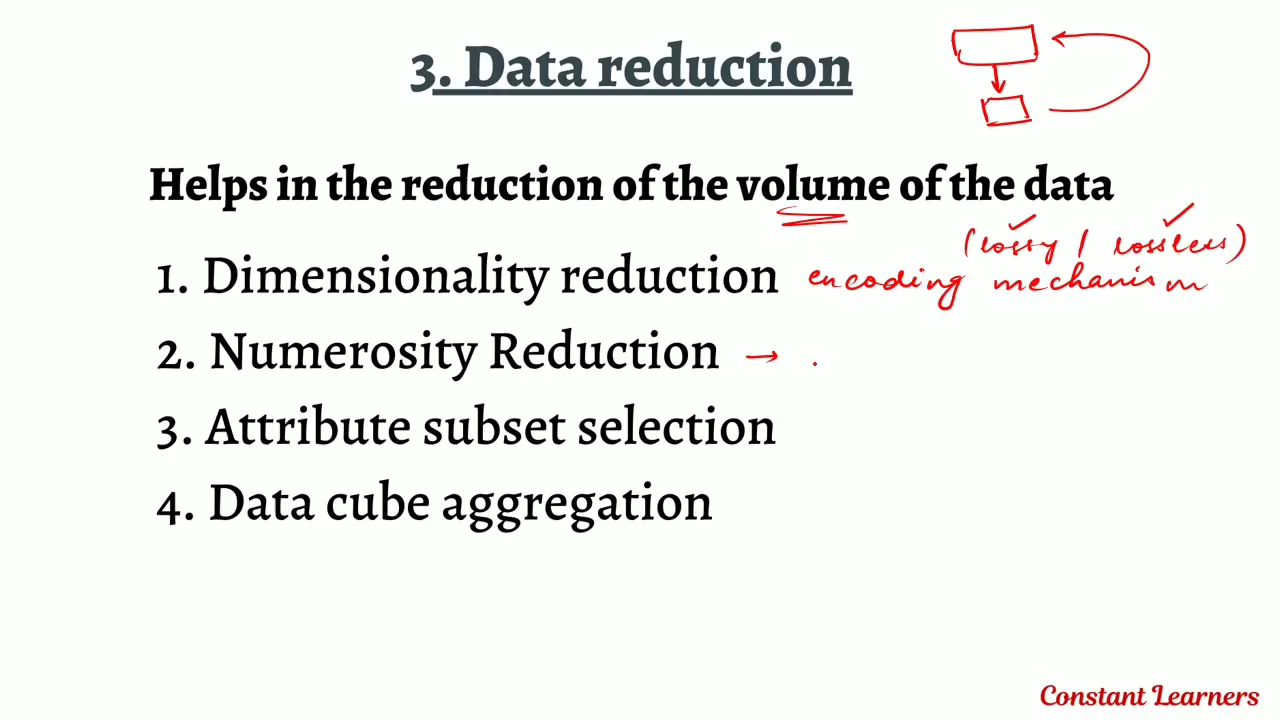 3. Data reduction
Helps in the reduction of the volume of the data
(lossy / lossless)
1. Dimensionality reduction encoding mechanism
2. Numerosity Reduction →
3. Attribute subset selection
4. Data cube aggregation
Constant Learners